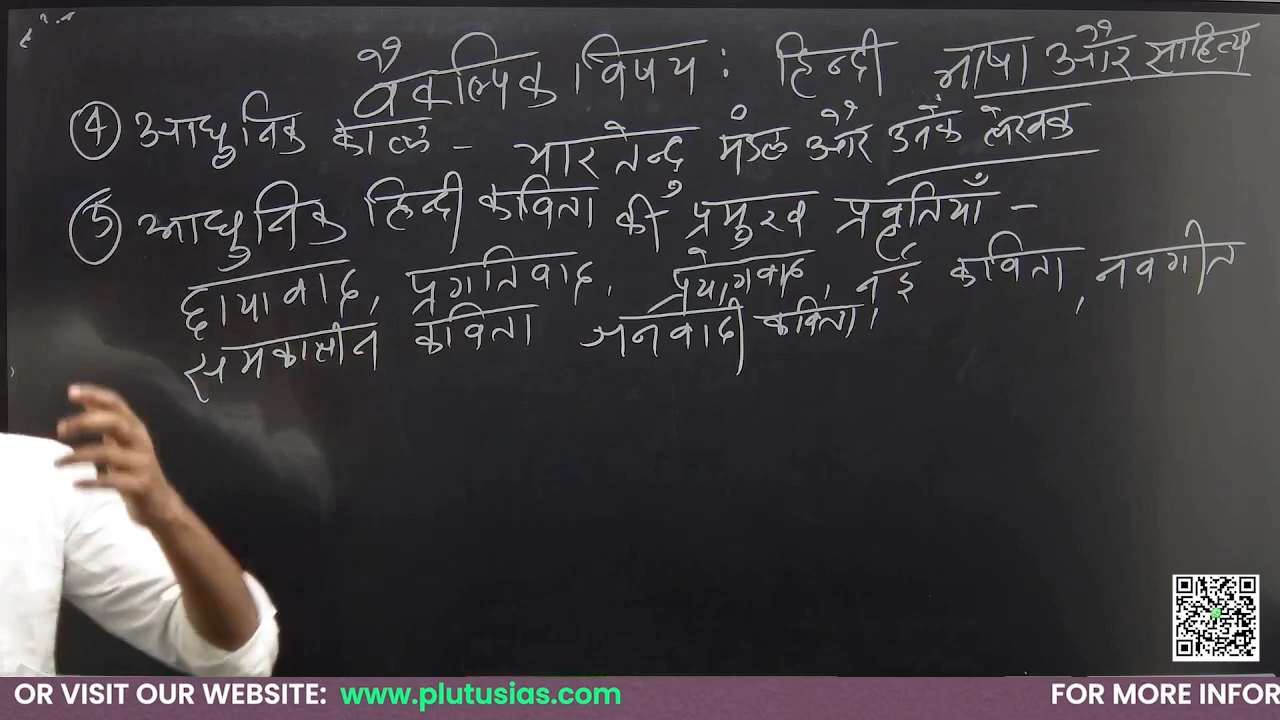 वैकल्पिक विषय : हिन्दी भाषा और साहित्य
④ आधुनिक काल - भारतेन्दु मंडल और उनके लेखक
⑤ आधुनिक हिन्दी कविता की प्रमुख प्रवृतियाँ -
छायावाद, प्रगतिवाद, प्रयोगवाद, नई कविता, नवगीत
समकालीन कविता जनवादी कविता।
OR VISIT OUR WEBSITE: www.plutusias.com FOR MORE INFOR